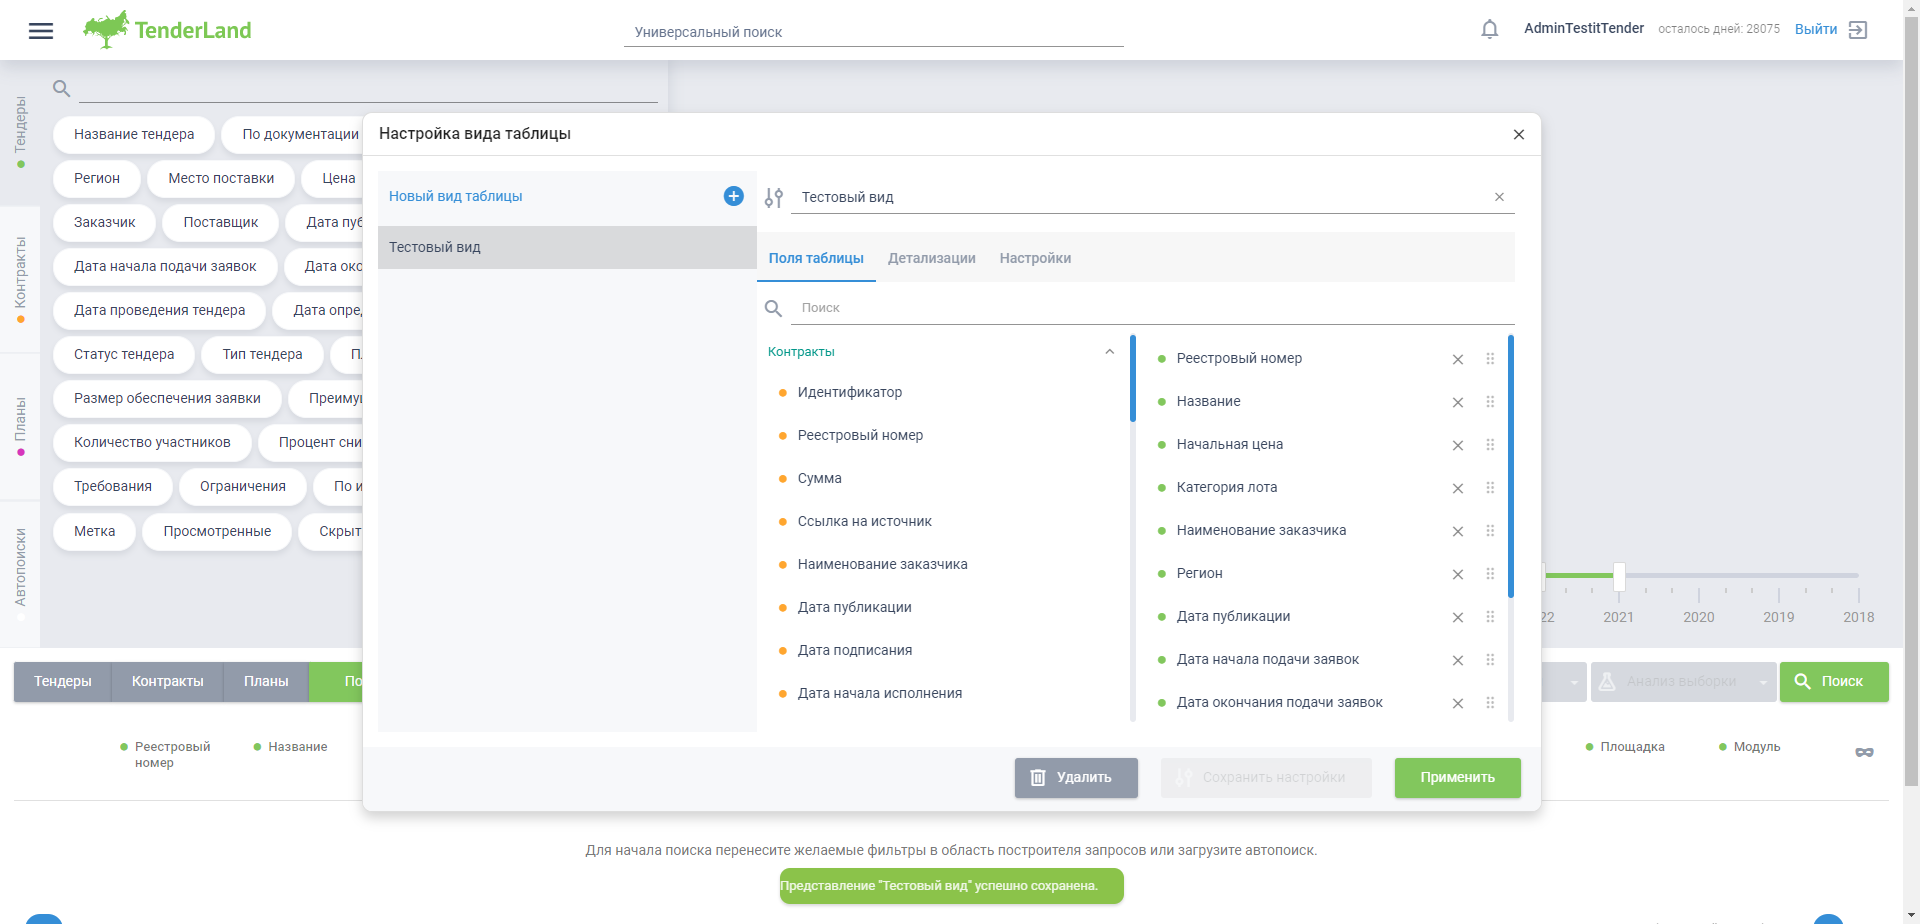 TenderLand
Универсальный поиск
AdminTestitTender
осталось дней: 28075
Выйти
Тендеры
Контракты
Планы
Автопоиски
Название тендера
По документации
Регион
Место поставки
Цена
Заказчик
Поставщик
Дата пуб
Дата начала подачи заявок
Дата око
Дата проведения тендера
Дата опре
Статус тендера
Тип тендера
Размер обеспечения заявки
Преиму
Количество участников
Процент сни
Требования
Ограничения
По и
Метка
Просмотренные
Скрыт
Настройка вида таблицы
Новый вид таблицы
Тестовый вид
Тестовый вид
Поля таблицы
Детализации
Настройки
Поиск
Контракты
Идентификатор
Реестровый номер
Сумма
Ссылка на источник
Наименование заказчика
Дата публикации
Дата подписания
Дата начала исполнения
Реестровый номер
Название
Начальная цена
Категория лота
Наименование заказчика
Регион
Дата публикации
Дата начала подачи заявок
Дата окончания подачи заявок
Удалить
Сохранить настройки
Применить
22
2021
2020
2019
2018
Тендеры
Контракты
Планы
По
Анализ выборки
Поиск
Реестровый
номер
Название
Площадка
Модуль
Для начала поиска перенесите желаемые фильтры в область построителя запросов или загрузите автопоиск.
Представление "Тестовый вид" успешно сохранена.